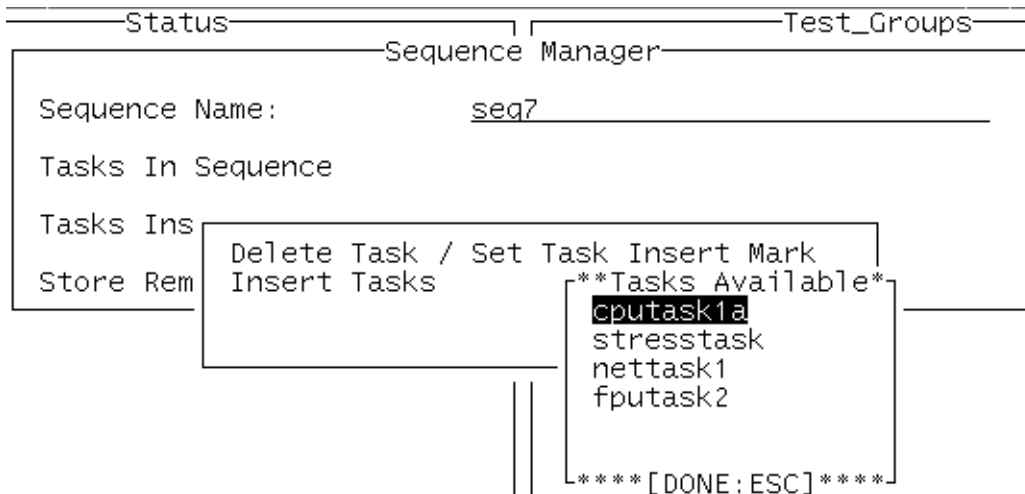 Status Test_Groups
Sequence Manager
Sequence Name: seq7
Tasks In Sequence
Tasks Ins
Delete Task / Set Task Insert Mark
Store Rem Insert Tasks **Tasks Available*
cputask1a
stresstask
nettask1
fputask2
****[DONE:ESC]****